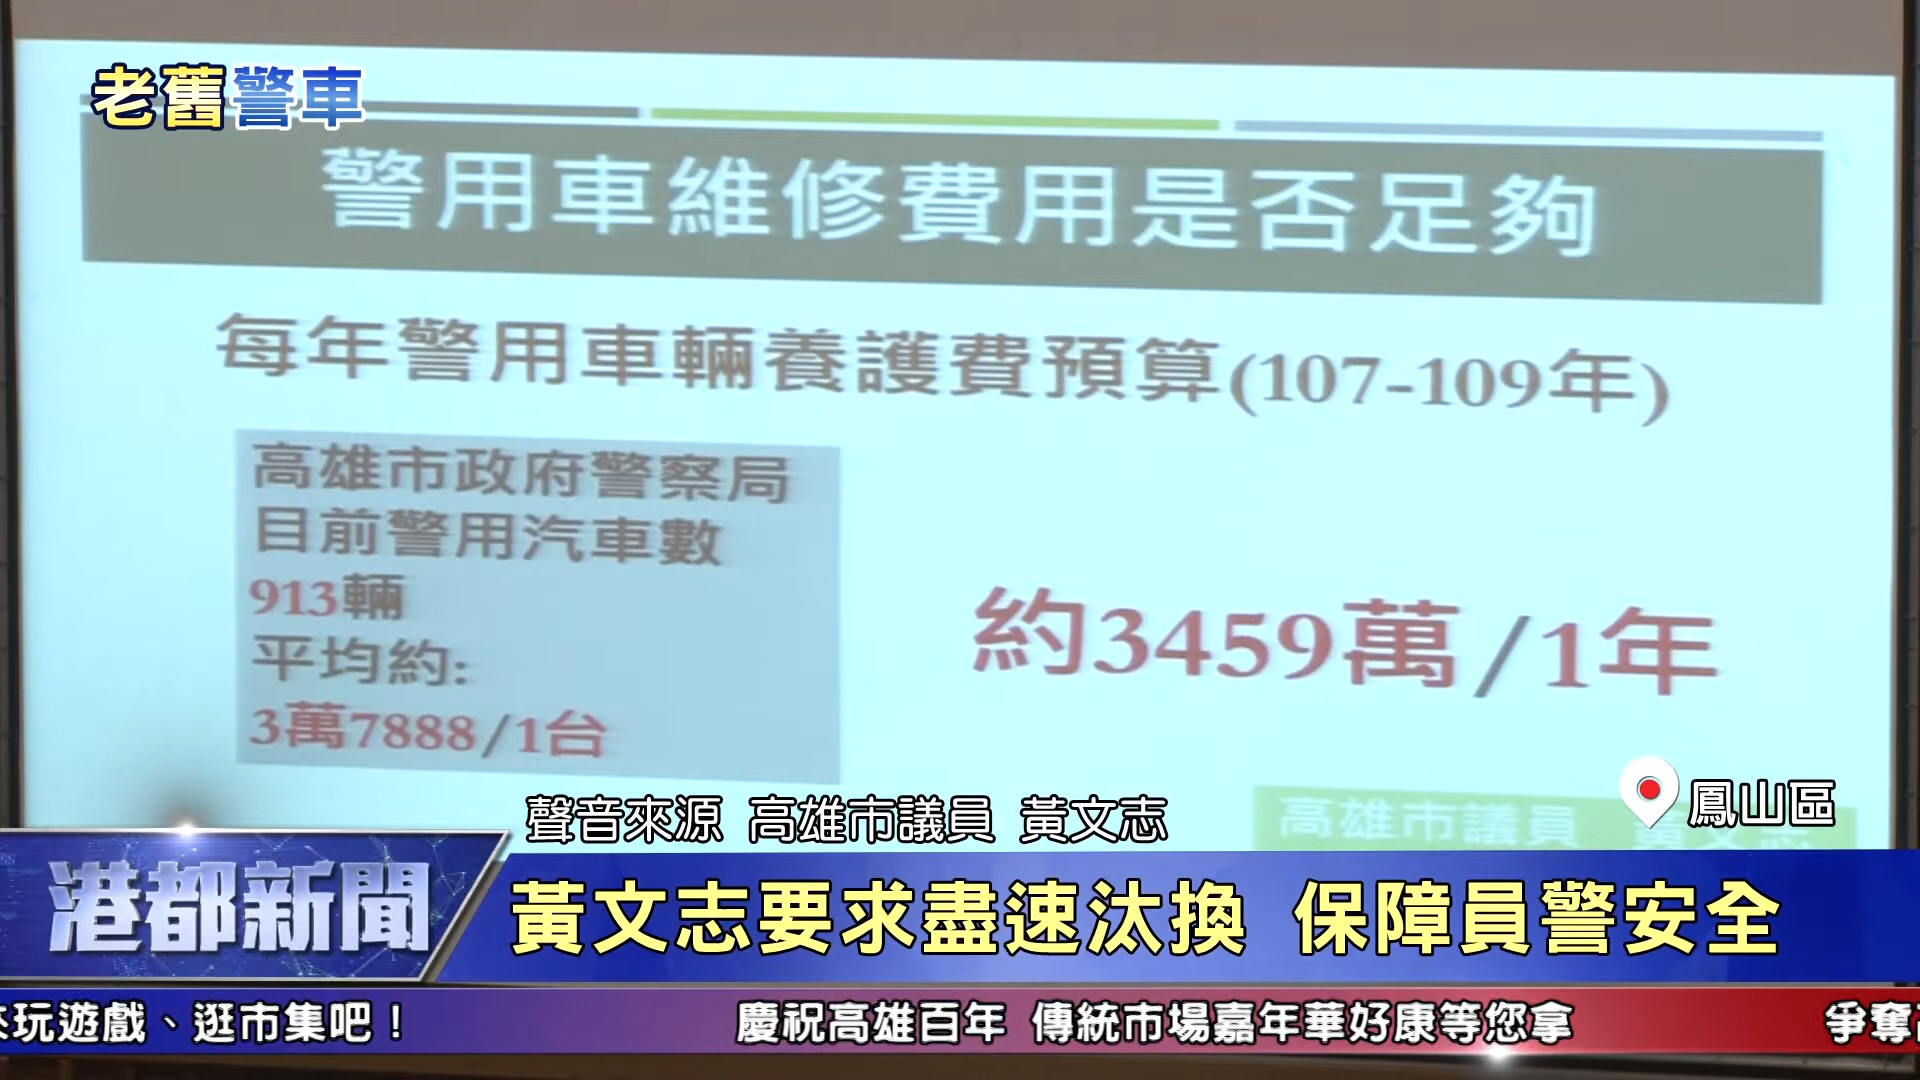 老舊警車
警用車維修費用是否足夠
每年警用車輛養護費預算(107-109年)
高雄市政府警察局
目前警用汽車數
913輛
平均約:
3萬7888/1台
約3459萬/1年
高雄市議員 黃文志
鳳山區
聲音來源 高雄市議員 黃文志
港都新聞
黃文志要求盡速汰換 保障員警安全
玩遊戲、逛市集吧！ 慶祝高雄百年 傳統市場嘉年華好康等您拿 爭奪